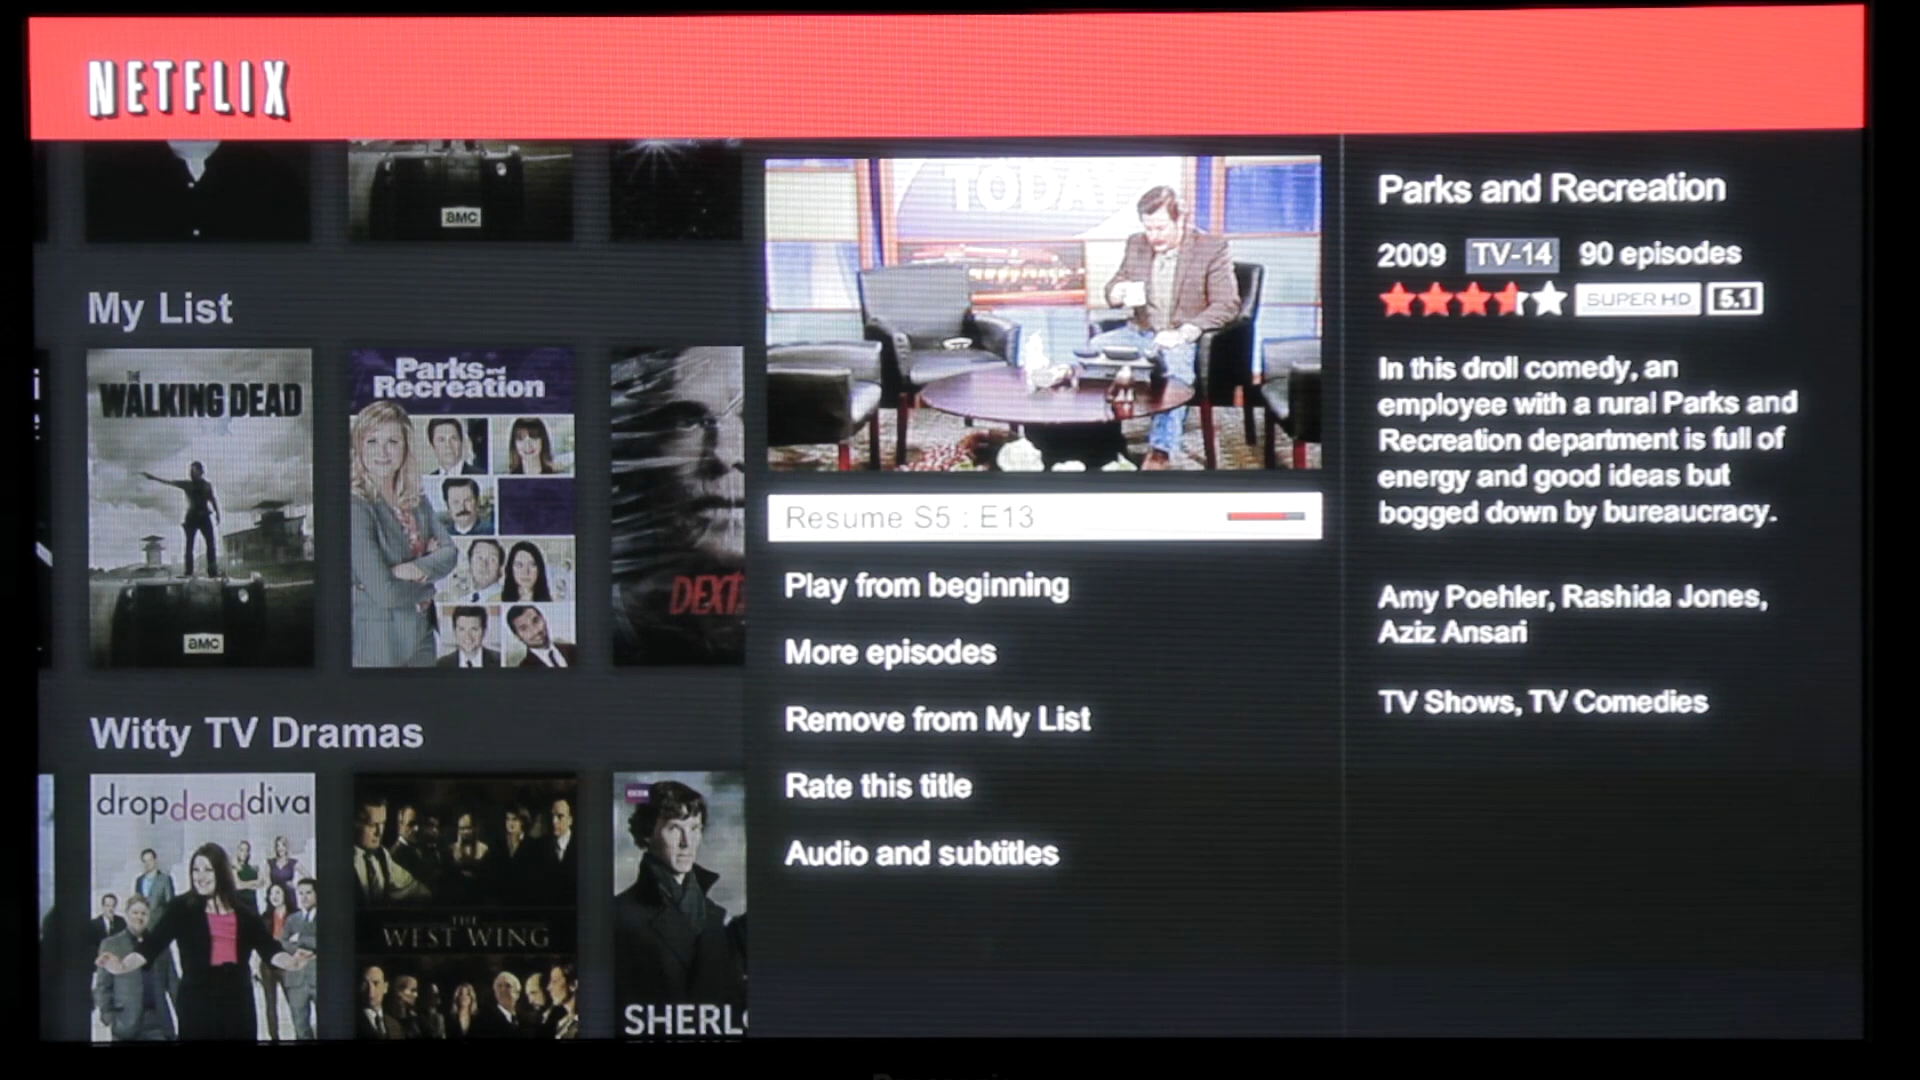 NETFLIX
amc
My List
THE
WALKING DEAD
amc
Parks and
Recreation
DEXT
Witty TV Dramas
dropdeaddiva
THE
WEST WING
BBC
SHERL
TODAY
Resume S5 : E13
Play from beginning
More episodes
Remove from My List
Rate this title
Audio and subtitles
Parks and Recreation
2009 TV-14 90 episodes
SUPER HD 5.1
In this droll comedy, an
employee with a rural Parks and
Recreation department is full of
energy and good ideas but
bogged down by bureaucracy.
Amy Poehler, Rashida Jones,
Aziz Ansari
TV Shows, TV Comedies